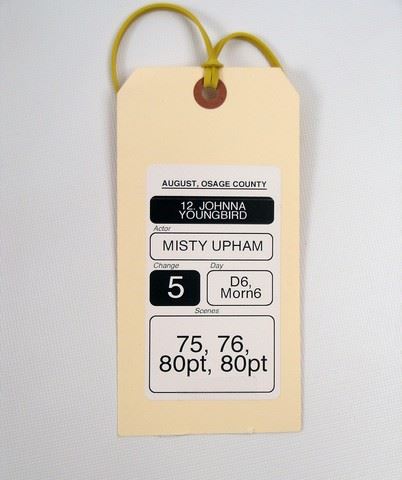 AUGUST, OSAGE COUNTY
12. JOHNNA
YOUNGBIRD
Actor
MISTY UPHAM
Change Day
5 D6,
Morn6
Scenes
75, 76,
80pt, 80pt